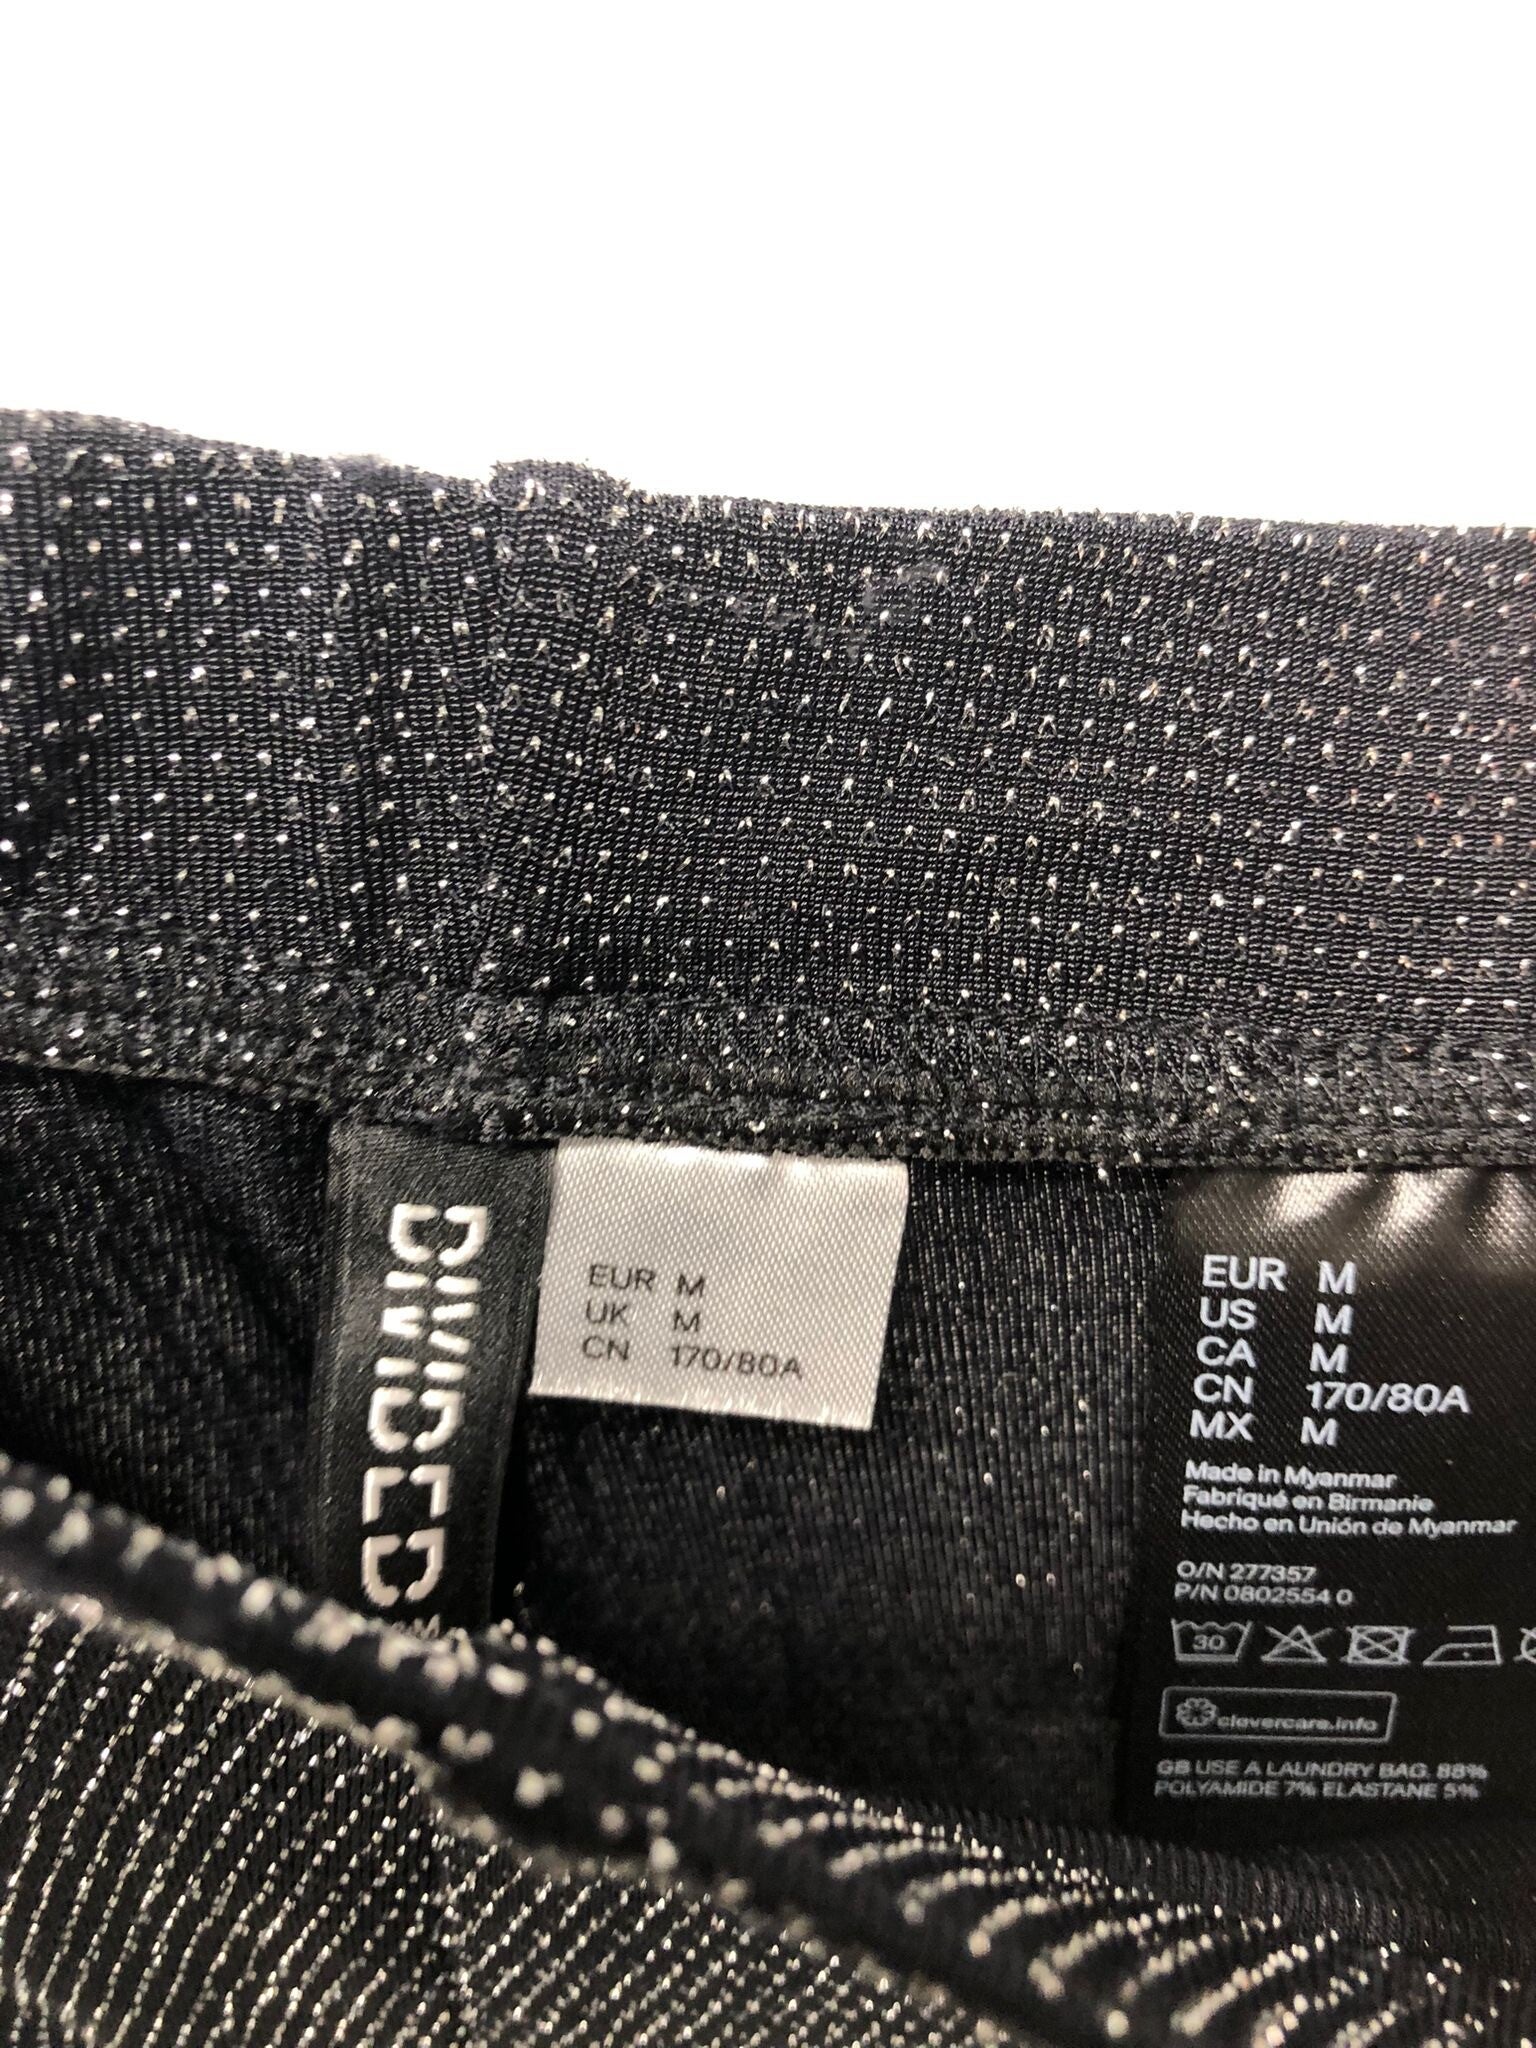 DIVIDED
EUR M
UK M
CN 170/80A
EUR M
US M
CA M
CN 170/80A
MX M
Made in Myanmar
Fabriqué en Birmanie
Hecho en Unión de Myanmar
O/N 277357
P/N 0802554 0
30
clevercare.info
GB USE A LAUNDRY BAG. 88%
POLYAMIDE 7% ELASTANE 5%